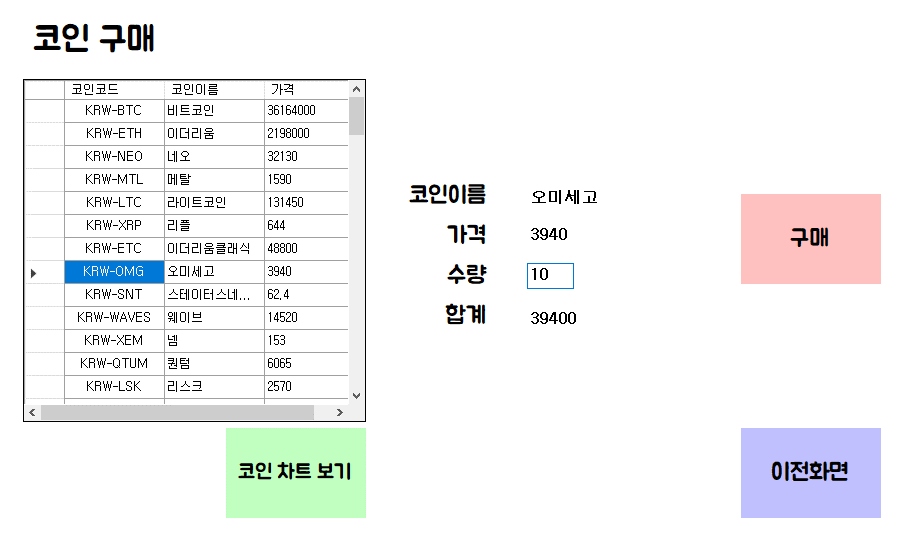 코인 구매
코인코드 코인이름 가격
KRW-BTC 비트코인 36164000
KRW-ETH 이더리움 2198000
KRW-NEO 네오 32130
KRW-MTL 메탈 1590
KRW-LTC 라이트코인 131450
KRW-XRP 리플 644
KRW-ETC 이더리움클래식 48800
KRW-OMG 오미세고 3940
KRW-SNT 스테이터스네... 62,4
KRW-WAVES 웨이브 14520
KRW-XEM 넴 153
KRW-QTUM 퀀텀 6065
KRW-LSK 리스크 2570
코인이름 오미세고
가격 3940
수량 10
합계 39400
구매
코인 차트 보기
이전화면